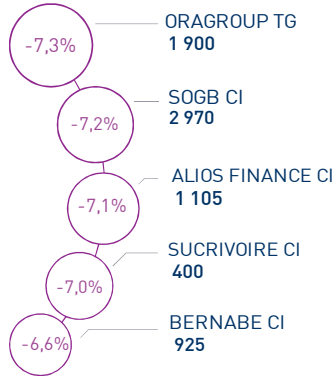 -7,3%
ORAGROUP TG
1 900
-7,2%
SOGB CI
2 970
-7,1%
ALIOS FINANCE CI
1 105
-7,0%
SUCRIVOIRE CI
400
-6,6%
BERNABE CI
925